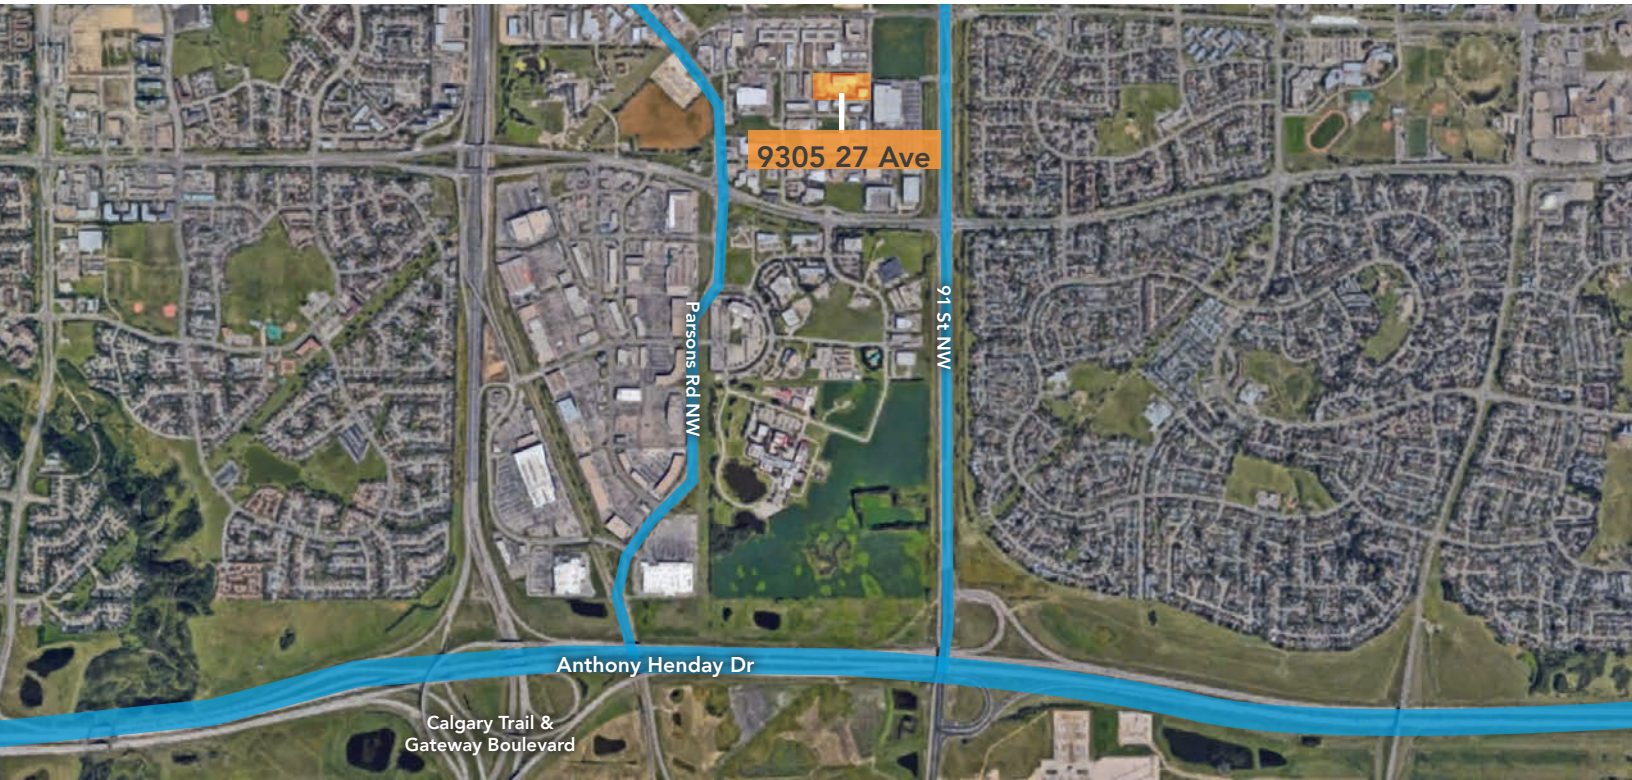 9305 27 Ave
Parsons Rd NW
91 St NW
Anthony Henday Dr
Calgary Trail &
Gateway Boulevard